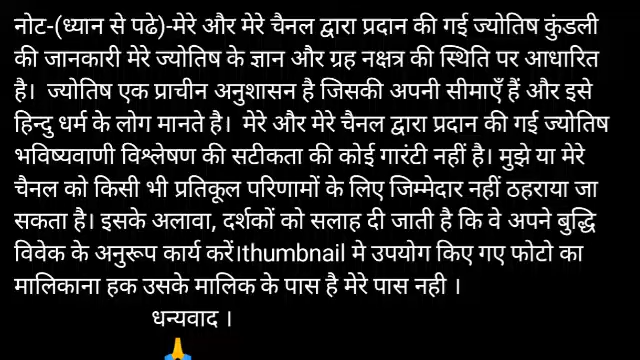 नोट-(ध्यान से पढे)-मेरे और मेरे चैनल द्वारा प्रदान की गई ज्योतिष कुंडली
की जानकारी मेरे ज्योतिष के ज्ञान और ग्रह नक्षत्र की स्थिति पर आधारित
है। ज्योतिष एक प्राचीन अनुशासन है जिसकी अपनी सीमाएँ हैं और इसे
हिन्दु धर्म के लोग मानते है। मेरे और मेरे चैनल द्वारा प्रदान की गई ज्योतिष
भविष्यवाणी विश्लेषण की सटीकता की कोई गारंटी नहीं है। मुझे या मेरे
चैनल को किसी भी प्रतिकूल परिणामों के लिए जिम्मेदार नहीं ठहराया जा
सकता है। इसके अलावा, दर्शकों को सलाह दी जाती है कि वे अपने बुद्धि
विवेक के अनुरूप कार्य करें।thumbnail मे उपयोग किए गए फोटो का
मालिकाना हक उसके मालिक के पास है मेरे पास नही ।
धन्यवाद ।
🙏